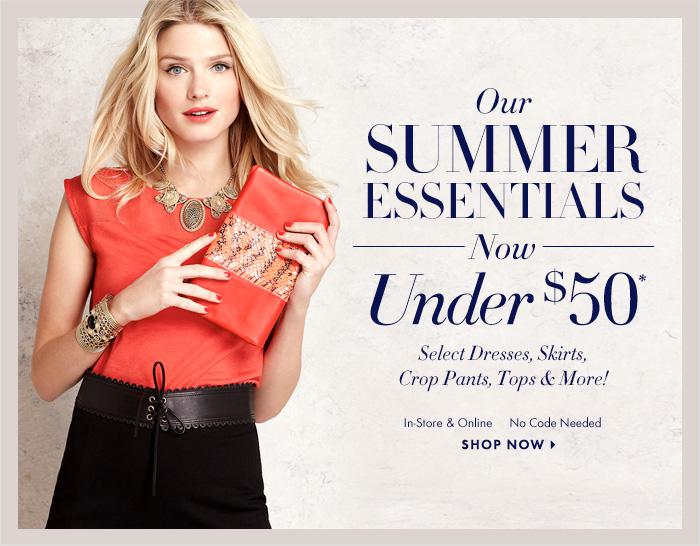 Our
SUMMER
ESSENTIALS
Now
Under $50*
Select Dresses, Skirts,
Crop Pants, Tops & More!
In-Store & Online No Code Needed
SHOP NOW